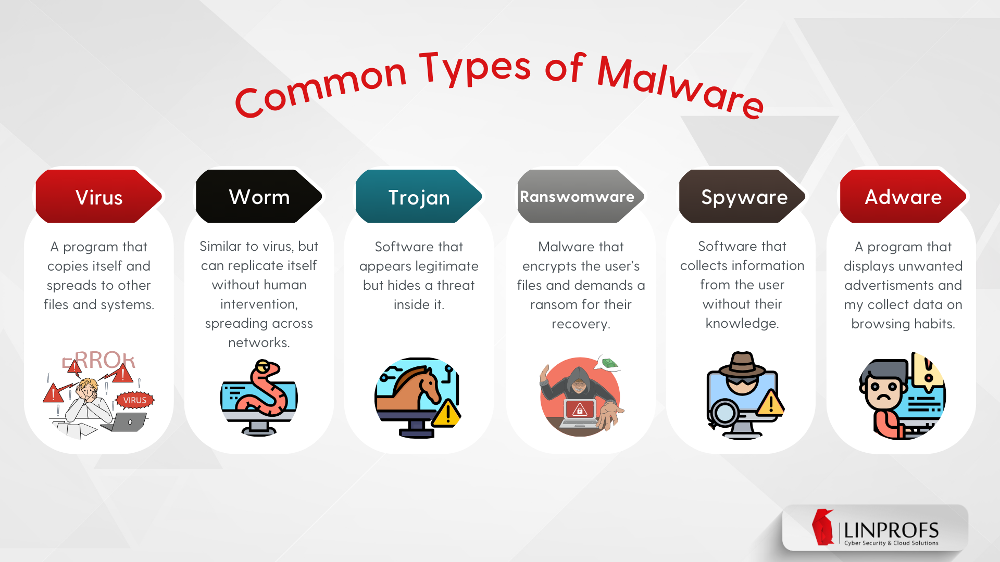 Common Types of Malware
Virus
A program that
copies itself and
spreads to other
files and systems.
ERROR
VIRUS
Worm
Similar to virus, but
can replicate itself
without human
intervention,
spreading across
networks.
Trojan
Software that
appears legitimate
but hides a threat
inside it.
Ranswomware
Malware that
encrypts the user’s
files and demands a
ransom for their
recovery.
Spyware
Software that
collects information
from the user
without their
knowledge.
Adware
A program that
displays unwanted
advertisments and
my collect data on
browsing habits.
LINPROFS
Cyber Security & Cloud Solutions